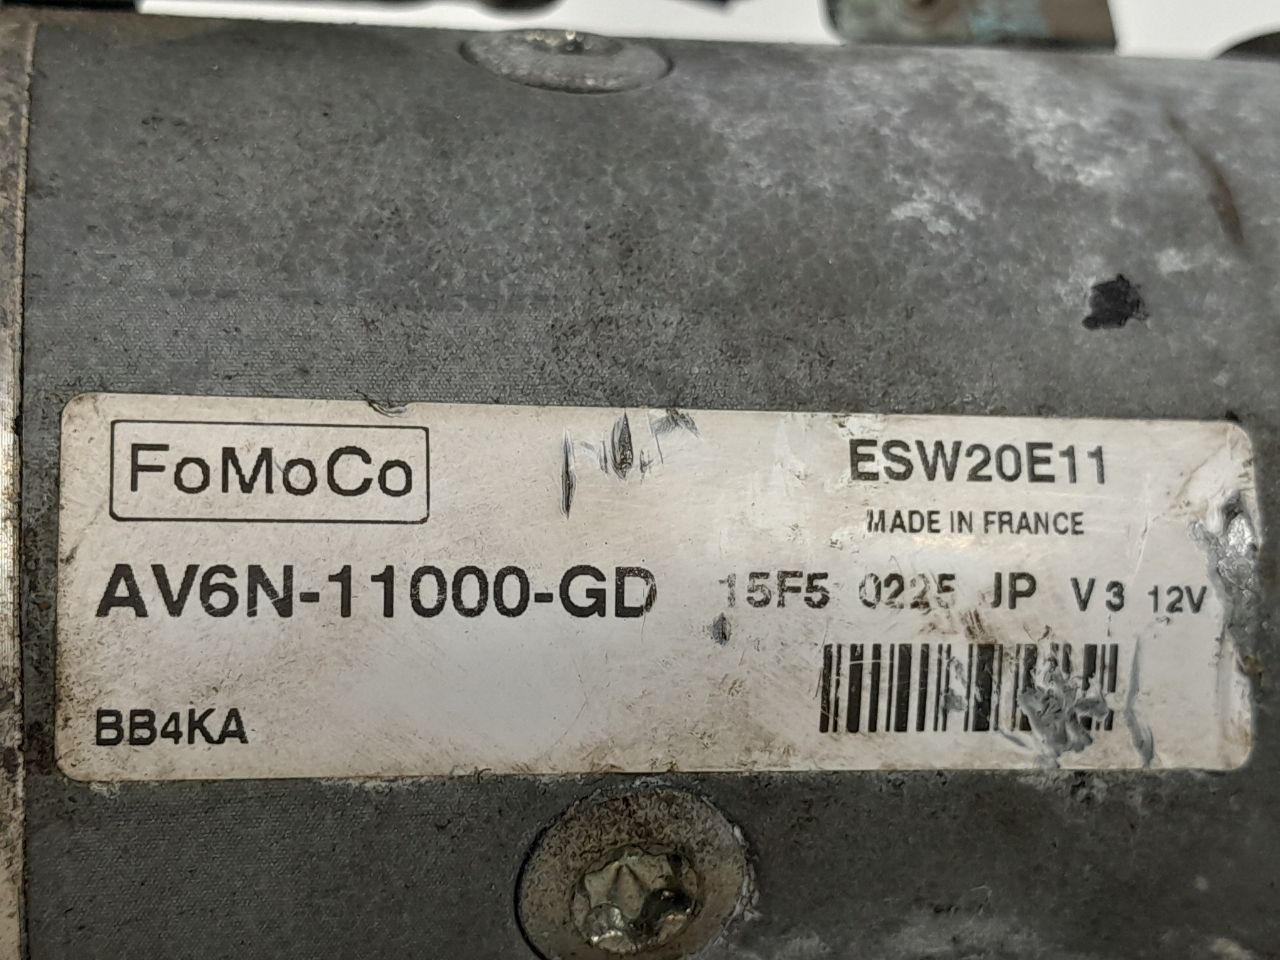 FoMoCo
ESW20E11
MADE IN FRANCE
AV6N-11000-GD 15F5 0225 JP V3 12V
BB4KA